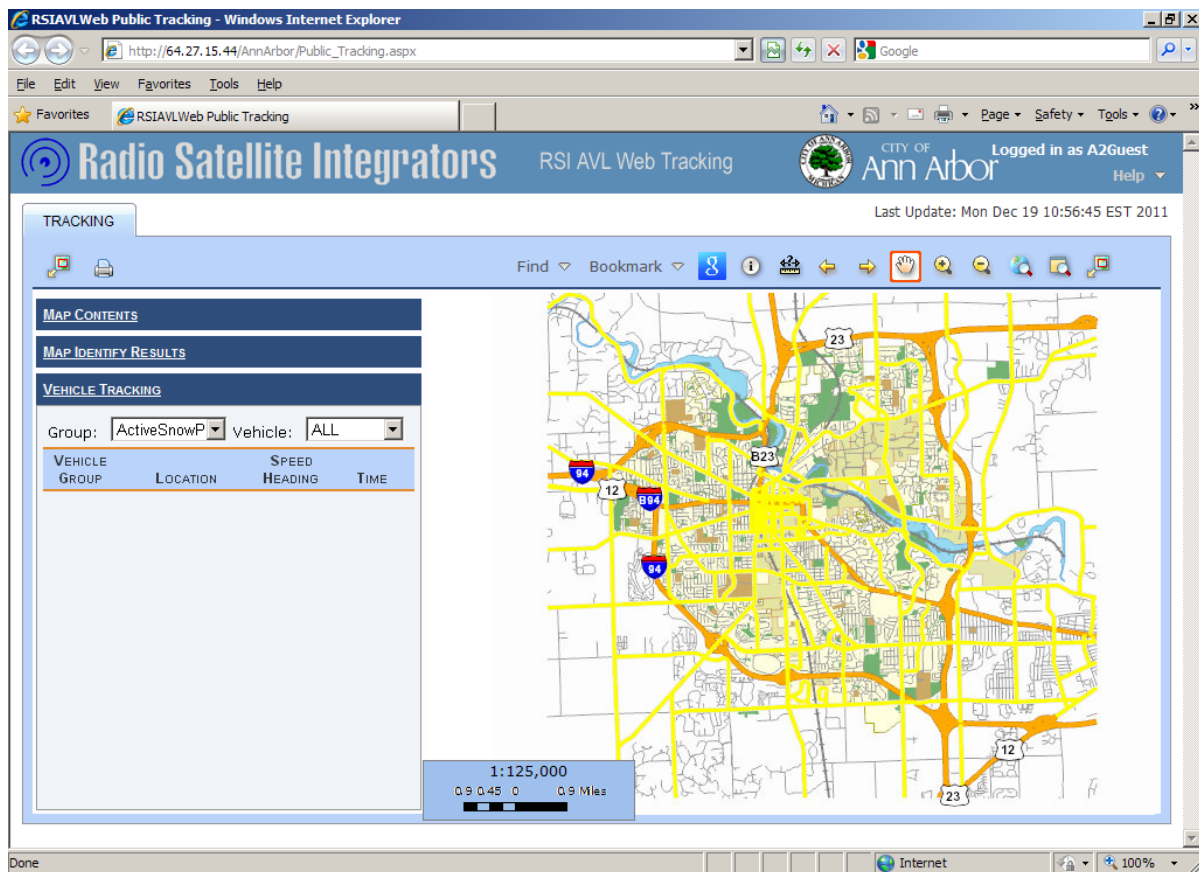 RSIAVLWeb Public Tracking - Windows Internet Explorer
http://64.27.15.44/AnnArbor/Public_Tracking.aspx
Google
File Edit View Favorites Tools Help
Favorites RSIAVLWeb Public Tracking Page Safety Tools »
Radio Satellite Integrators RSI AVL Web Tracking CITY OF ANN ARBOR MICHIGAN CITY OF Ann Arbor Logged in as A2Guest
Help
TRACKING Last Update: Mon Dec 19 10:56:45 EST 2011
Find Bookmark g
MAP CONTENTS
MAP IDENTIFY RESULTS
VEHICLE TRACKING
Group: ActiveSnowP Vehicle: ALL
VEHICLE GROUP LOCATION SPEED HEADING TIME
23
B23
94
12
B94
94
12
23
1:125,000
0.9 0.45 0 0.9 Miles
Done Internet 100%